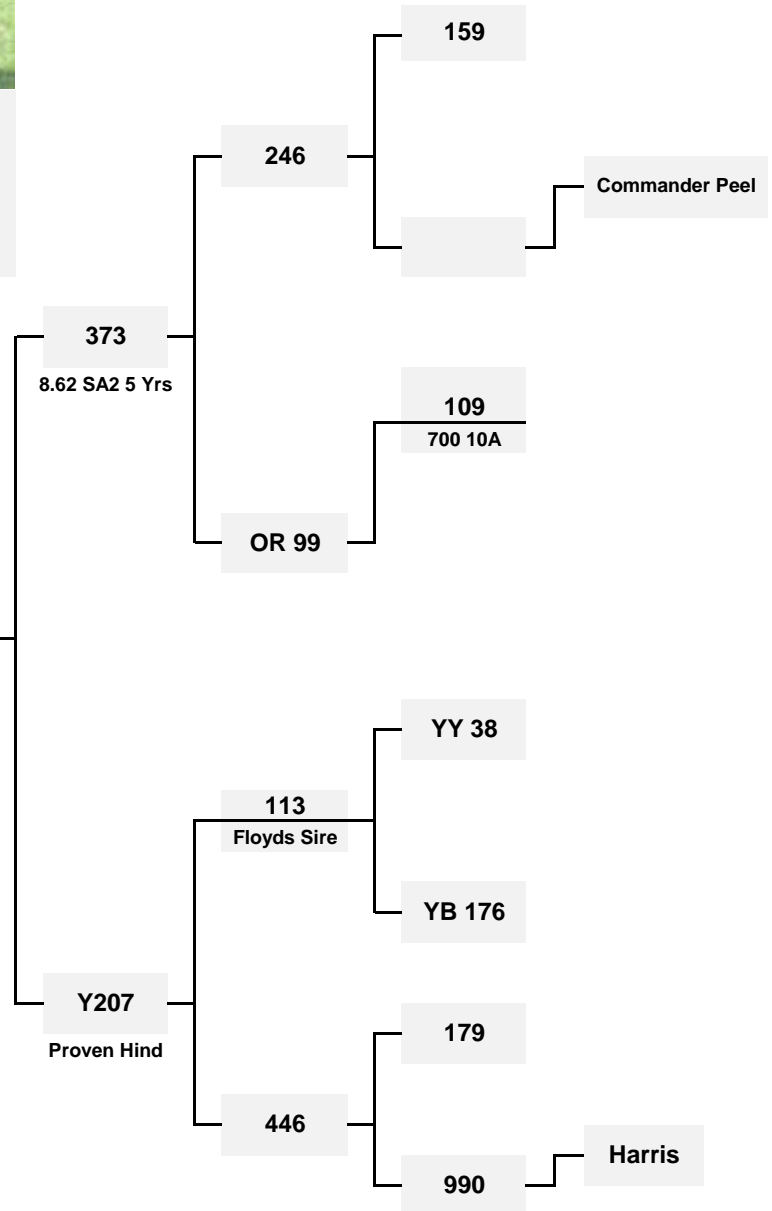 159
246
Commander Peel
373
8.62 SA2 5 Yrs
109
700 10A
OR 99
YY 38
113
Floyds Sire
YB 176
Y207
Proven Hind
179
446
Harris
990